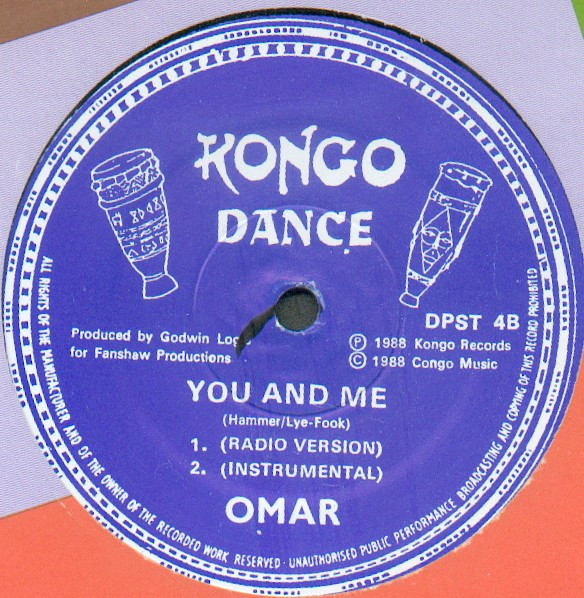 KONGO
DANCE
DPST 4B
Produced by Godwin
for Fanshaw Productions
Ⓟ 1988 Kongo Records
© 1988 Congo Music
YOU AND ME
(Hammer/Lye-Fook)
1. (RADIO VERSION)
2. (INSTRUMENTAL)
OMAR
ALL RIGHTS OF THE MANUFACTURER AND OF THE OWNER OF THE RECORDED WORK RESERVED · UNAUTHORISED PUBLIC PERFORMANCE BROADCASTING AND COPYING OF THIS RECORD PROHIBITED